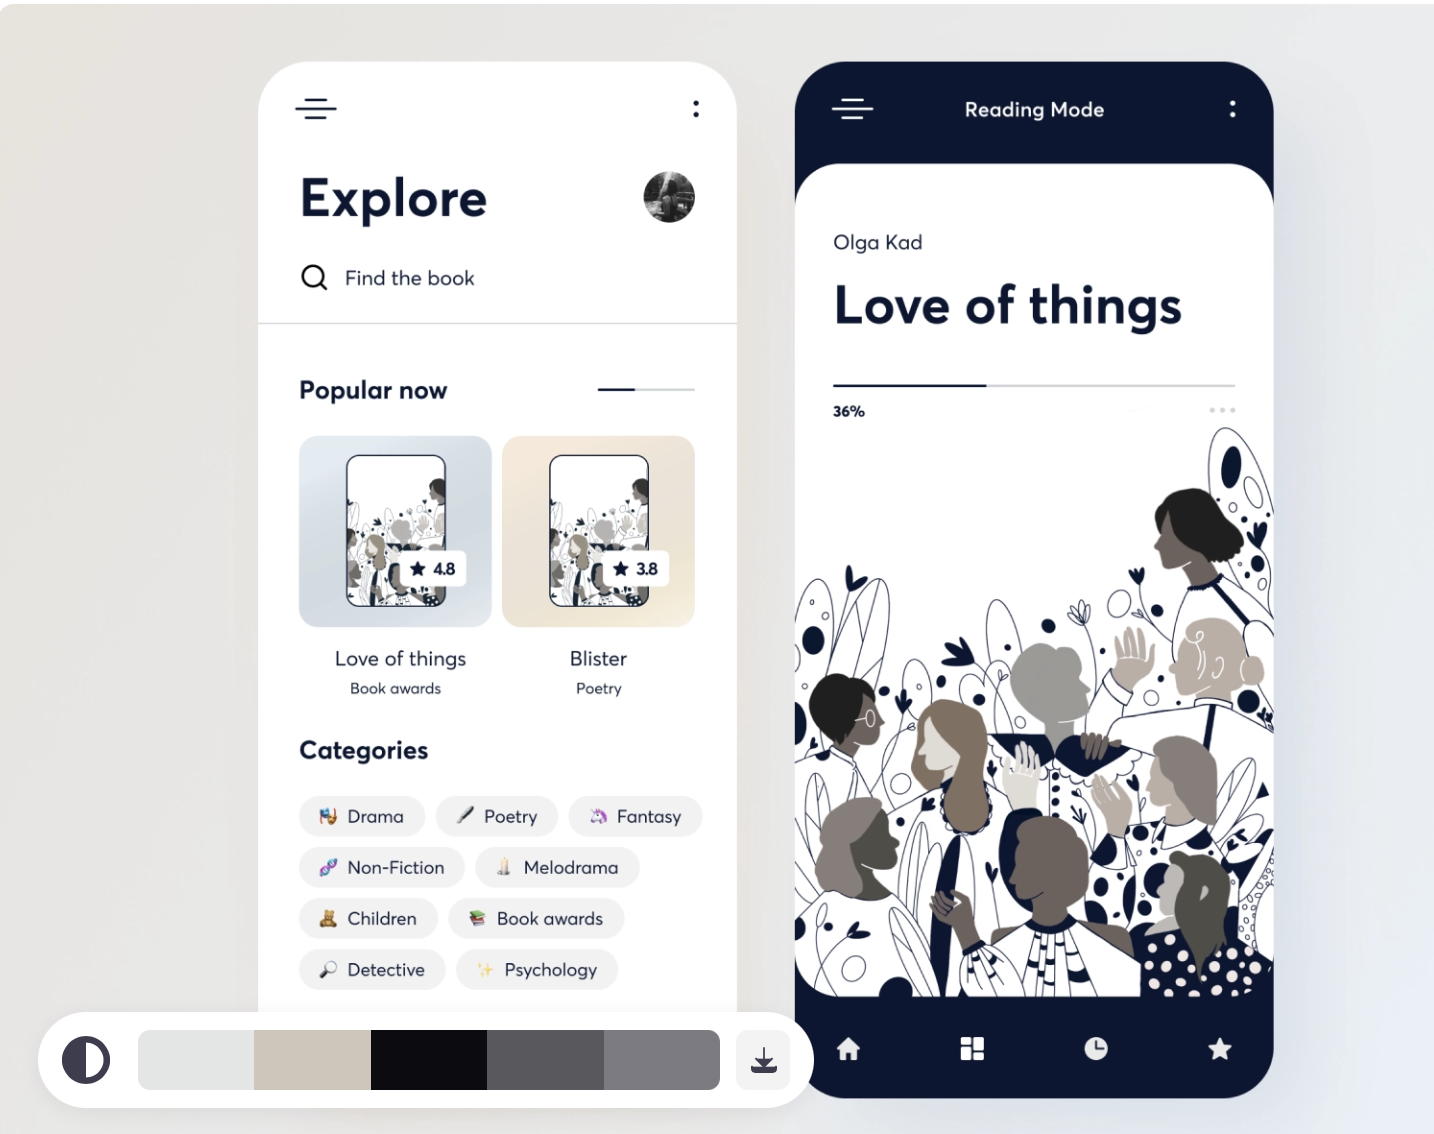 Explore
Find the book
Popular now
4.8
3.8
Love of things
Book awards
Blister
Poetry
Categories
Drama
Poetry
Fantasy
Non-Fiction
Melodrama
Children
Book awards
Detective
Psychology
Reading Mode
Olga Kad
Love of things
36%